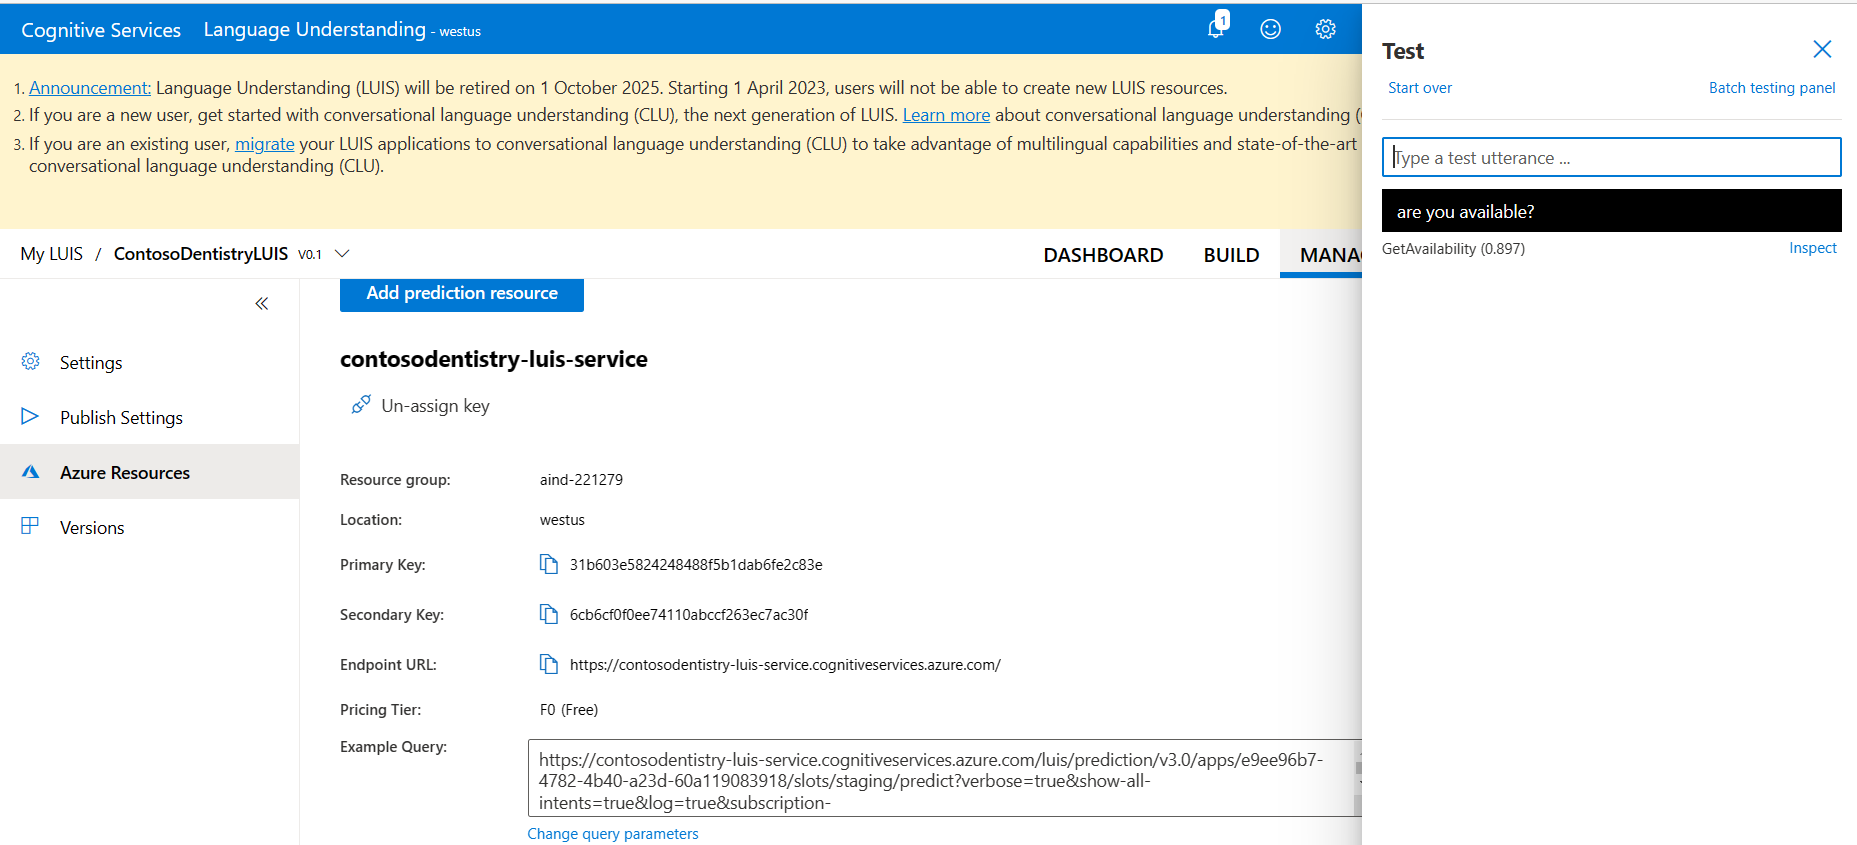 Cognitive Services Language Understanding - westus 1
1. Announcement: Language Understanding (LUIS) will be retired on 1 October 2025. Starting 1 April 2023, users will not be able to create new LUIS resources.
2. If you are a new user, get started with conversational language understanding (CLU), the next generation of LUIS. Learn more about conversational language understanding (
3. If you are an existing user, migrate your LUIS applications to conversational language understanding (CLU) to take advantage of multilingual capabilities and state-of-the-art
conversational language understanding (CLU).
My LUIS / ContosoDentistryLUIS V0.1
DASHBOARD BUILD MANA
Settings
Publish Settings
Azure Resources
Versions
Add prediction resource
contosodentistry-luis-service
Un-assign key
Resource group: aind-221279
Location: westus
Primary Key: 31b603e5824248488f5b1dab6fe2c83e
Secondary Key: 6cb6cf0f0ee74110abccf263ec7ac30f
Endpoint URL: https://contosodentistry-luis-service.cognitiveservices.azure.com/
Pricing Tier: F0 (Free)
Example Query: https://contosodentistry-luis-service.cognitiveservices.azure.com/luis/prediction/v3.0/apps/e9ee96b7-
4782-4b40-a23d-60a119083918/slots/staging/predict?verbose=true&show-all-
intents=true&log=true&subscription-
Change query parameters
Test
Start over Batch testing panel
Type a test utterance ...
are you available?
GetAvailability (0.897) Inspect